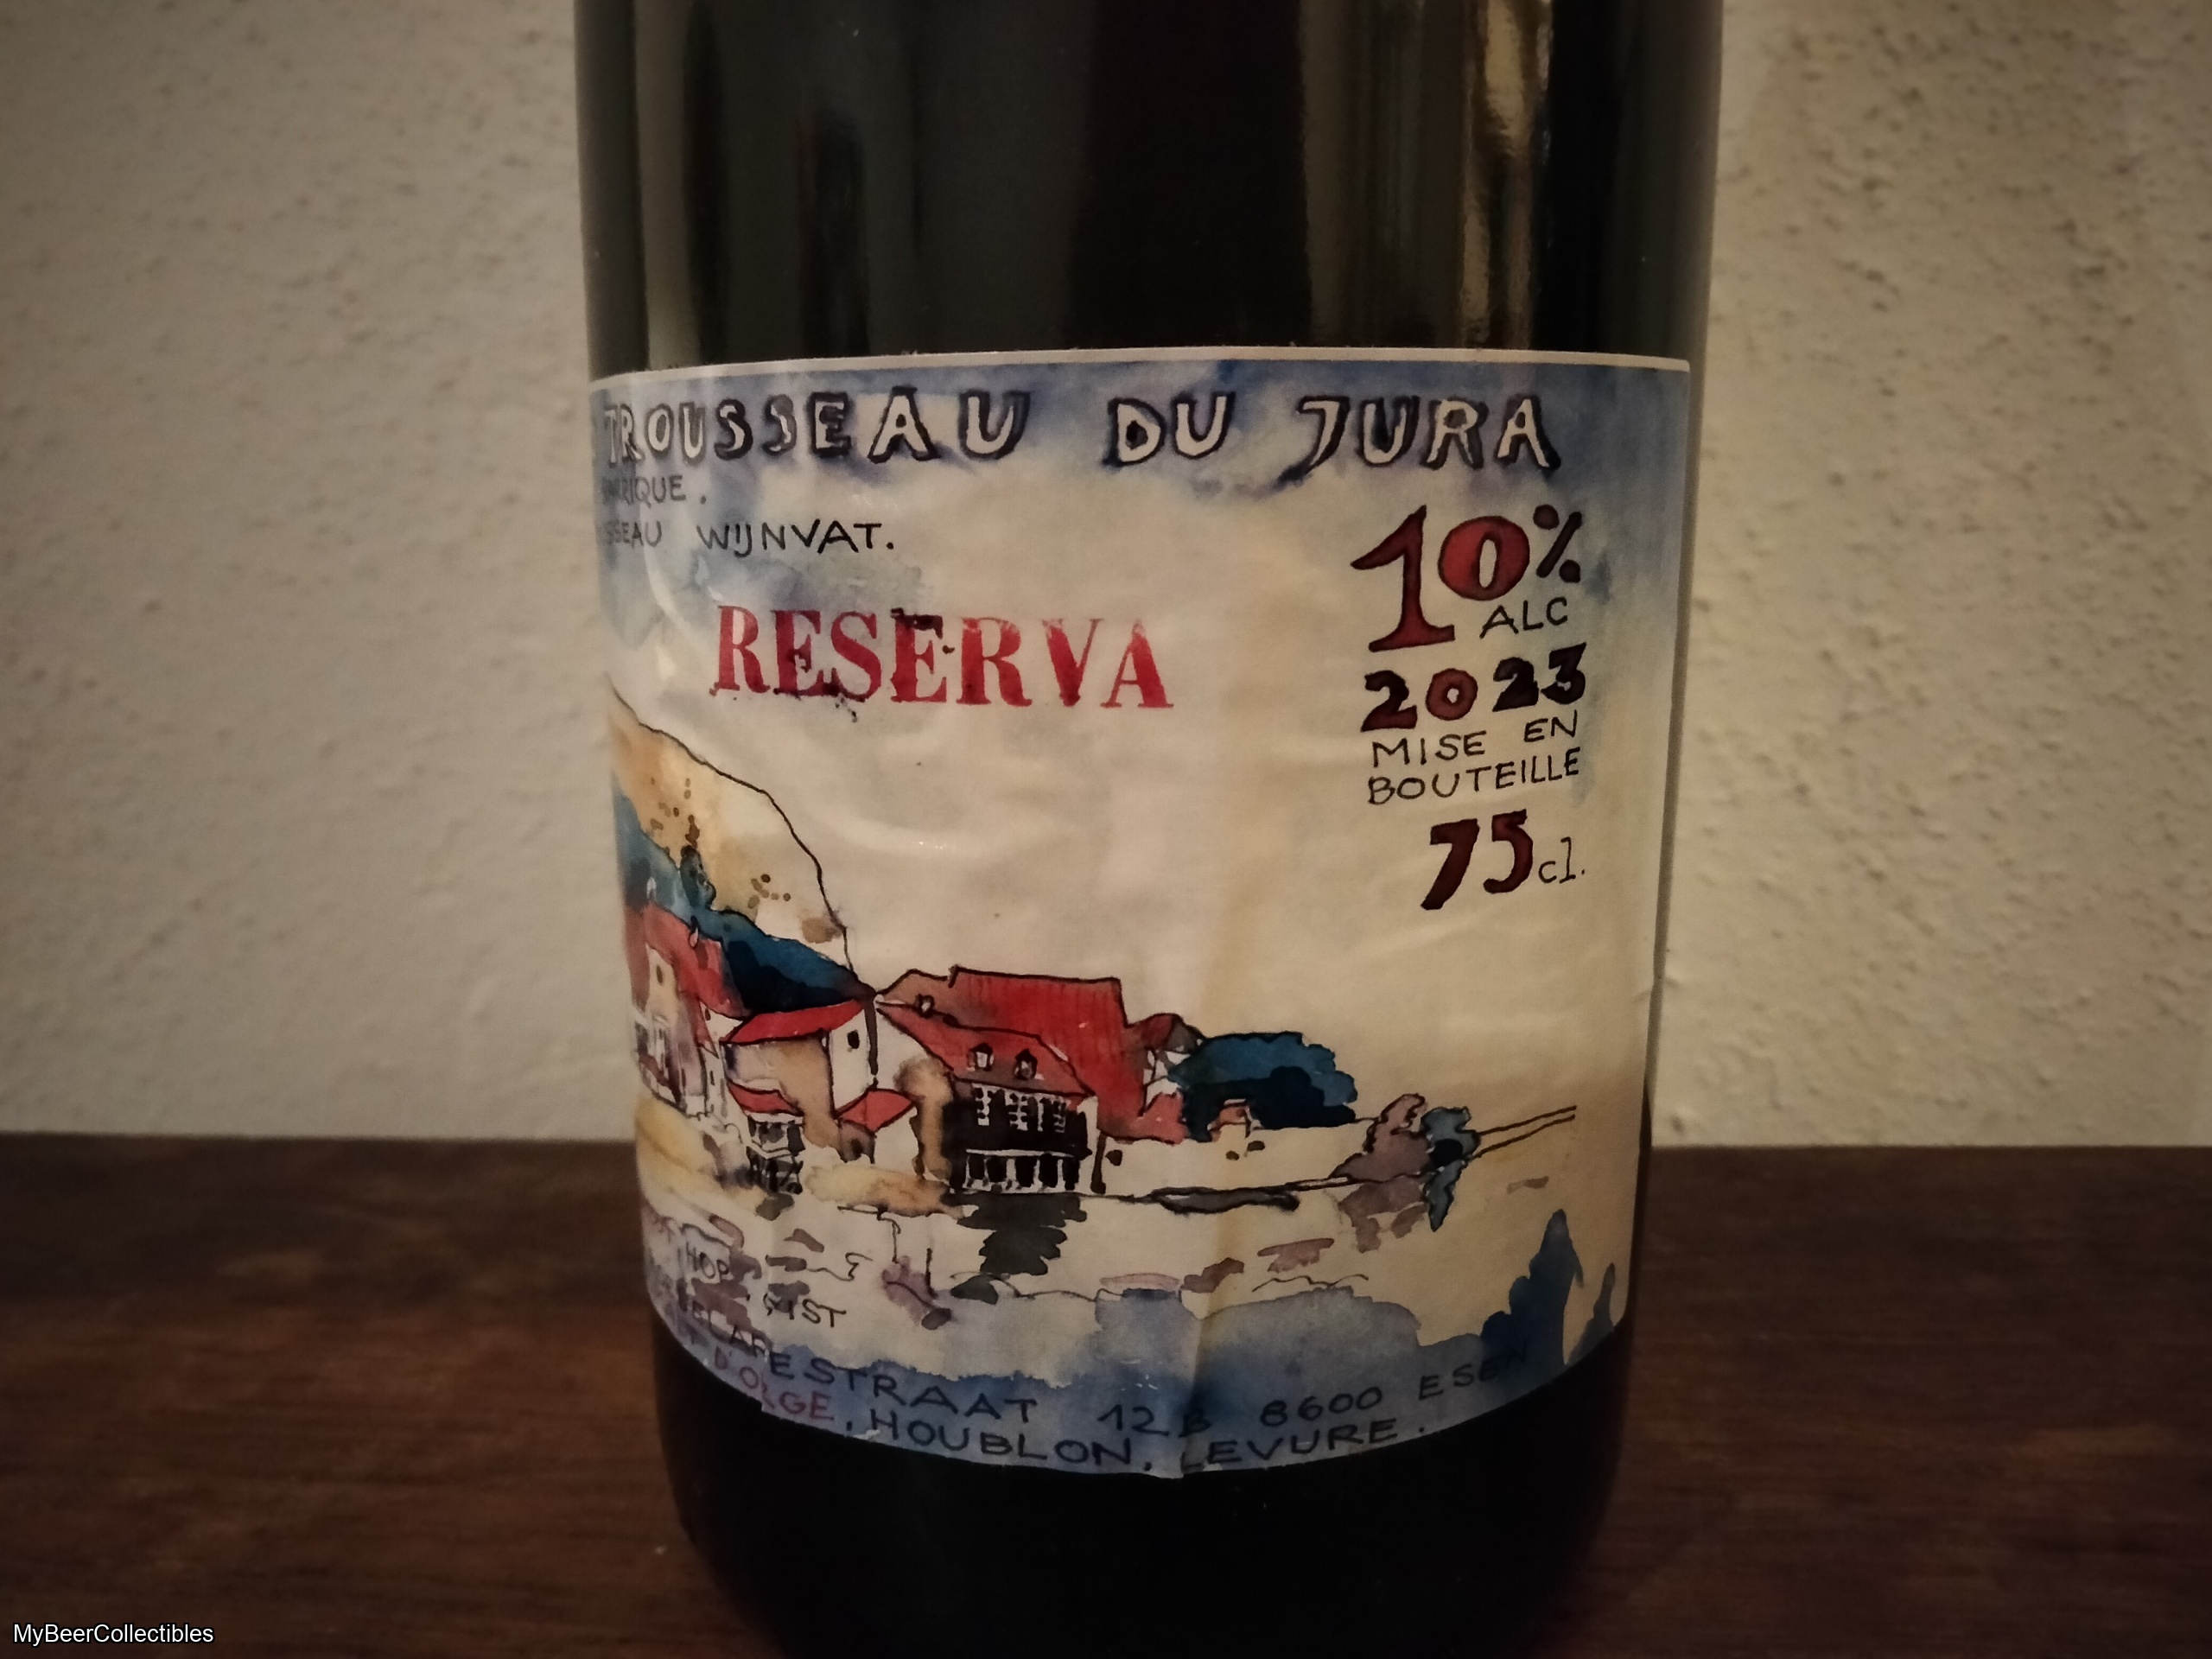 TROUSSEAU DU JURA
BARRIQUE.
WIJNVAT.
RESERVA
10%
ALC
2023
MISE EN
BOUTEILLE
75cl.
HOP
GIST
12B 8600 ESEN
D'ORGE, HOUBLON, LEVURE.
MyBeerCollectibles